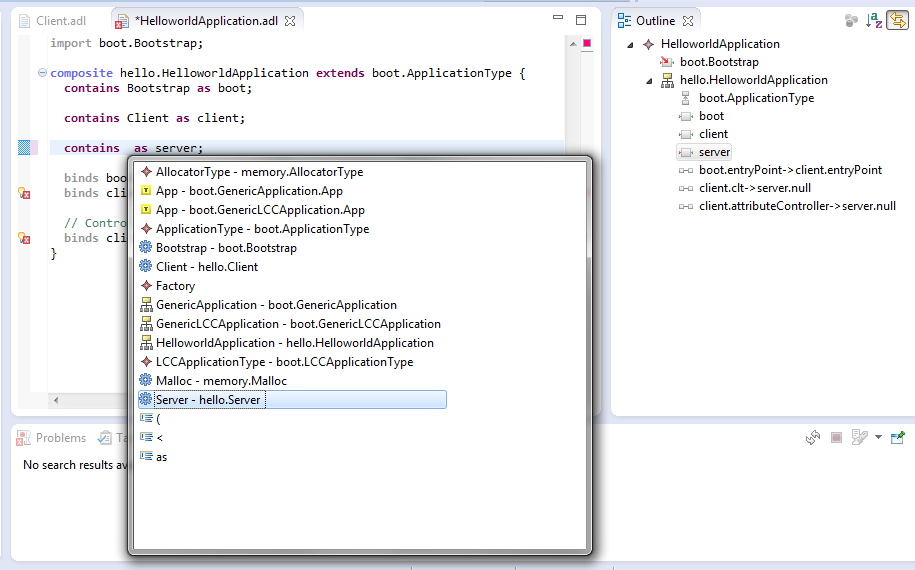 Client.adl
*HelloworldApplication.adl
import boot.Bootstrap;
composite hello.HelloworldApplication extends boot.ApplicationType {
contains Bootstrap as boot;
contains Client as client;
contains  as server;
binds boo
binds cli
// Contro
binds cli
}
AllocatorType - memory.AllocatorType
App - boot.GenericApplication.App
App - boot.GenericLCCApplication.App
ApplicationType - boot.ApplicationType
Bootstrap - boot.Bootstrap
Client - hello.Client
Factory
GenericApplication - boot.GenericApplication
GenericLCCApplication - boot.GenericLCCApplication
HelloworldApplication - hello.HelloworldApplication
LCCApplicationType - boot.LCCApplicationType
Malloc - memory.Malloc
Server - hello.Server
(
<
as
Outline
HelloworldApplication
boot.Bootstrap
hello.HelloworldApplication
boot.ApplicationType
boot
client
server
boot.entryPoint->client.entryPoint
client.clt->server.null
client.attributeController->server.null
Problems
Ta
No search results av